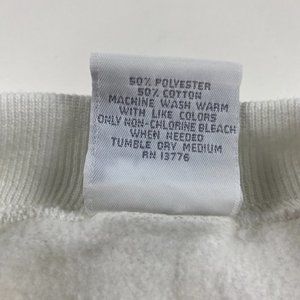 50% POLYESTER
50% COTTON
MACHINE WASH WARM
WITH LIKE COLORS
ONLY NON-CHLORINE BLEACH
WHEN NEEDED
TUMBLE DRY MEDIUM
RN 13776